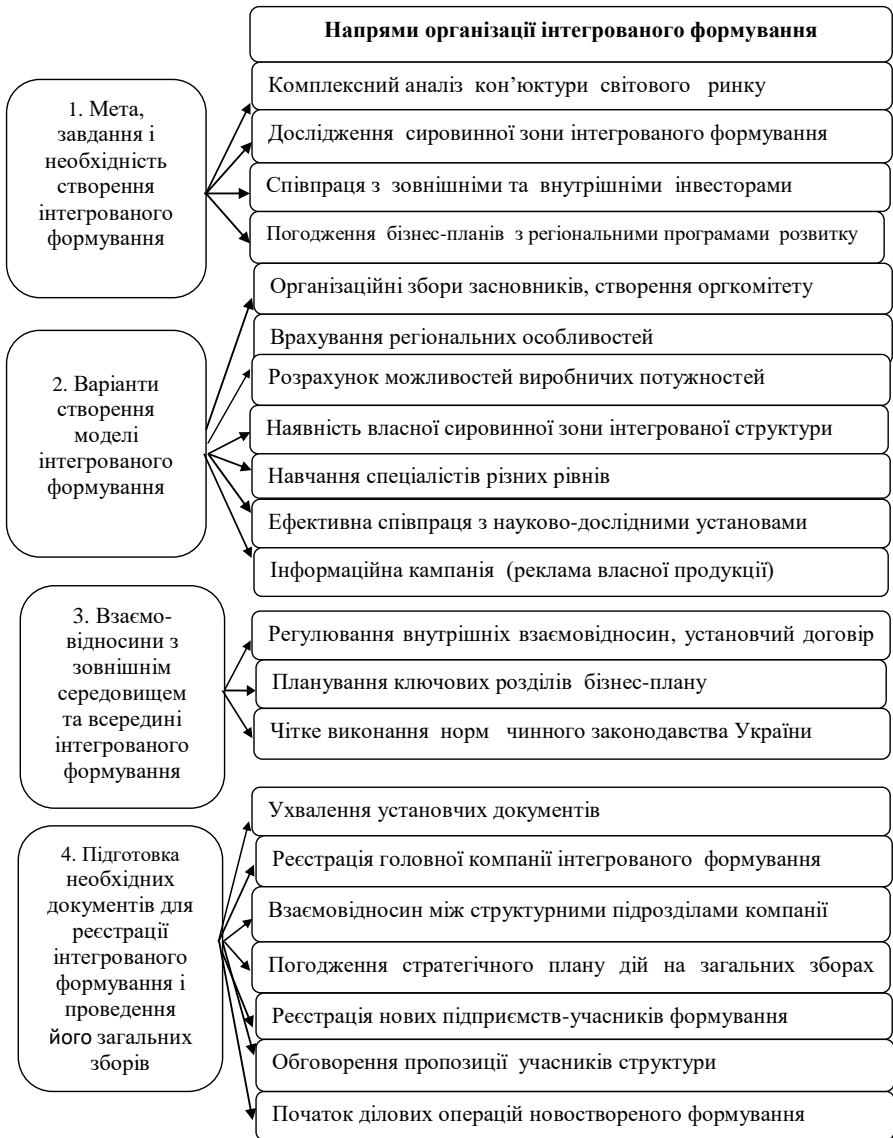 Напрями організації інтегрованого формування
1. Мета,
завдання і
необхідність
створення
інтегрованого
формування
Комплексний аналіз кон’юктури світового ринку
Дослідження сировинної зони інтегрованого формування
Співпраця з зовнішніми та внутрішніми інвесторами
Погодження бізнес-планів з регіональними програмами розвитку
2. Варіанти
створення
моделі
інтегрованого
формування
Організаційні збори засновників, створення оргкомітету
Врахування регіональних особливостей
Розрахунок можливостей виробничих потужностей
Наявність власної сировинної зони інтегрованої структури
Навчання спеціалістів різних рівнів
Ефективна співпраця з науково-дослідними установами
Інформаційна кампанія (реклама власної продукції)
3. Взаємо-
відносини з
зовнішнім
середовищем
та всередині
інтегрованого
формування
Регулювання внутрішніх взаємовідносин, установчий договір
Планування ключових розділів бізнес-плану
Чітке виконання норм чинного законодавства України
4. Підготовка
необхідних
документів для
реєстрації
інтегрованого
формування і
проведення
його загальних
зборів
Ухвалення установчих документів
Реєстрація головної компанії інтегрованого формування
Взаємовідносин між структурними підрозділами компанії
Погодження стратегічного плану дій на загальних зборах
Реєстрація нових підприємств-учасників формування
Обговорення пропозиції учасників структури
Початок ділових операцій новоствореного формування